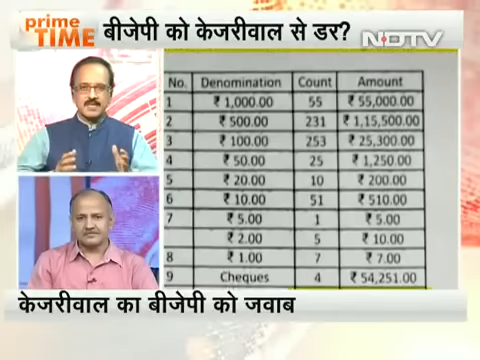 prime
TIME
बीजेपी को केजरीवाल से डर?
NDTV
No. Denomination Count Amount
1 ₹ 1,000.00 55 ₹ 55,000.00
2 ₹ 500.00 231 ₹ 1,15,500.00
3 ₹ 100.00 253 ₹ 25,300.00
4 ₹ 50.00 25 ₹ 1,250.00
5 ₹ 20.00 10 ₹ 200.00
6 ₹ 10.00 51 ₹ 510.00
7 ₹ 5.00 1 ₹ 5.00
₹ 2.00 5 ₹ 10.00
8 ₹ 1.00 7 ₹ 7.00
9 Cheques 4 ₹ 54,251.00
केजरीवाल का बीजेपी को जवाब